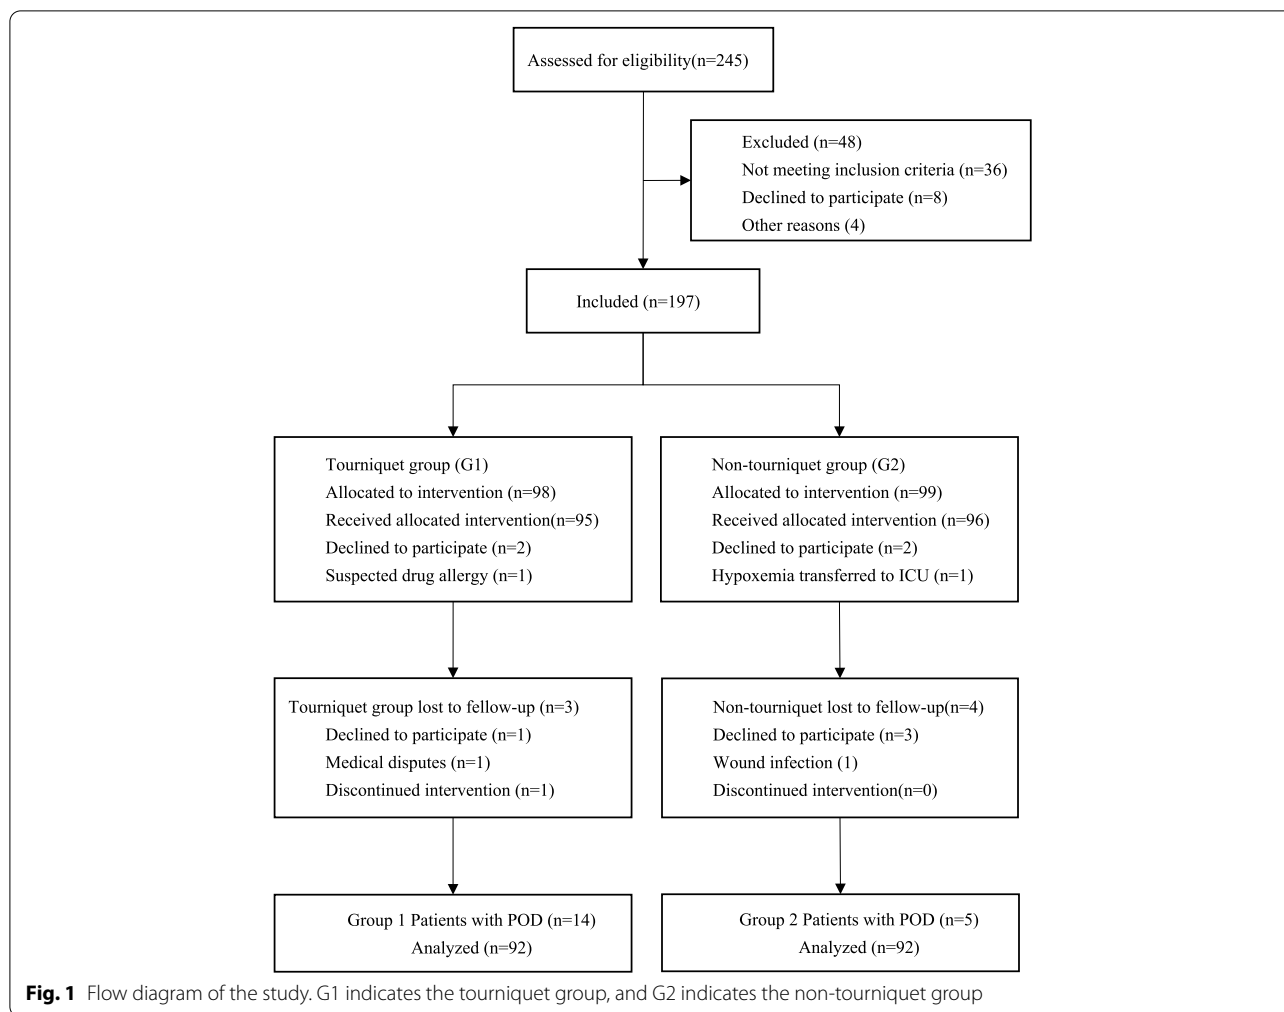 Assessed for eligibility(n=245)
Excluded (n=48)
Not meeting inclusion criteria (n=36)
Declined to participate (n=8)
Other reasons (4)
Included (n=197)
Tourniquet group (G1)
Allocated to intervention (n=98)
Received allocated intervention(n=95)
Declined to participate (n=2)
Suspected drug allergy (n=1)
Non-tourniquet group (G2)
Allocated to intervention (n=99)
Received allocated intervention (n=96)
Declined to participate (n=2)
Hypoxemia transferred to ICU (n=1)
Tourniquet group lost to fellow-up (n=3)
Declined to participate (n=1)
Medical disputes (n=1)
Discontinued intervention (n=1)
Non-tourniquet lost to fellow-up(n=4)
Declined to participate (n=3)
Wound infection (1)
Discontinued intervention(n=0)
Group 1 Patients with POD (n=14)
Analyzed (n=92)
Group 2 Patients with POD (n=5)
Analyzed (n=92)
Fig. 1 Flow diagram of the study. G1 indicates the tourniquet group, and G2 indicates the non-tourniquet group